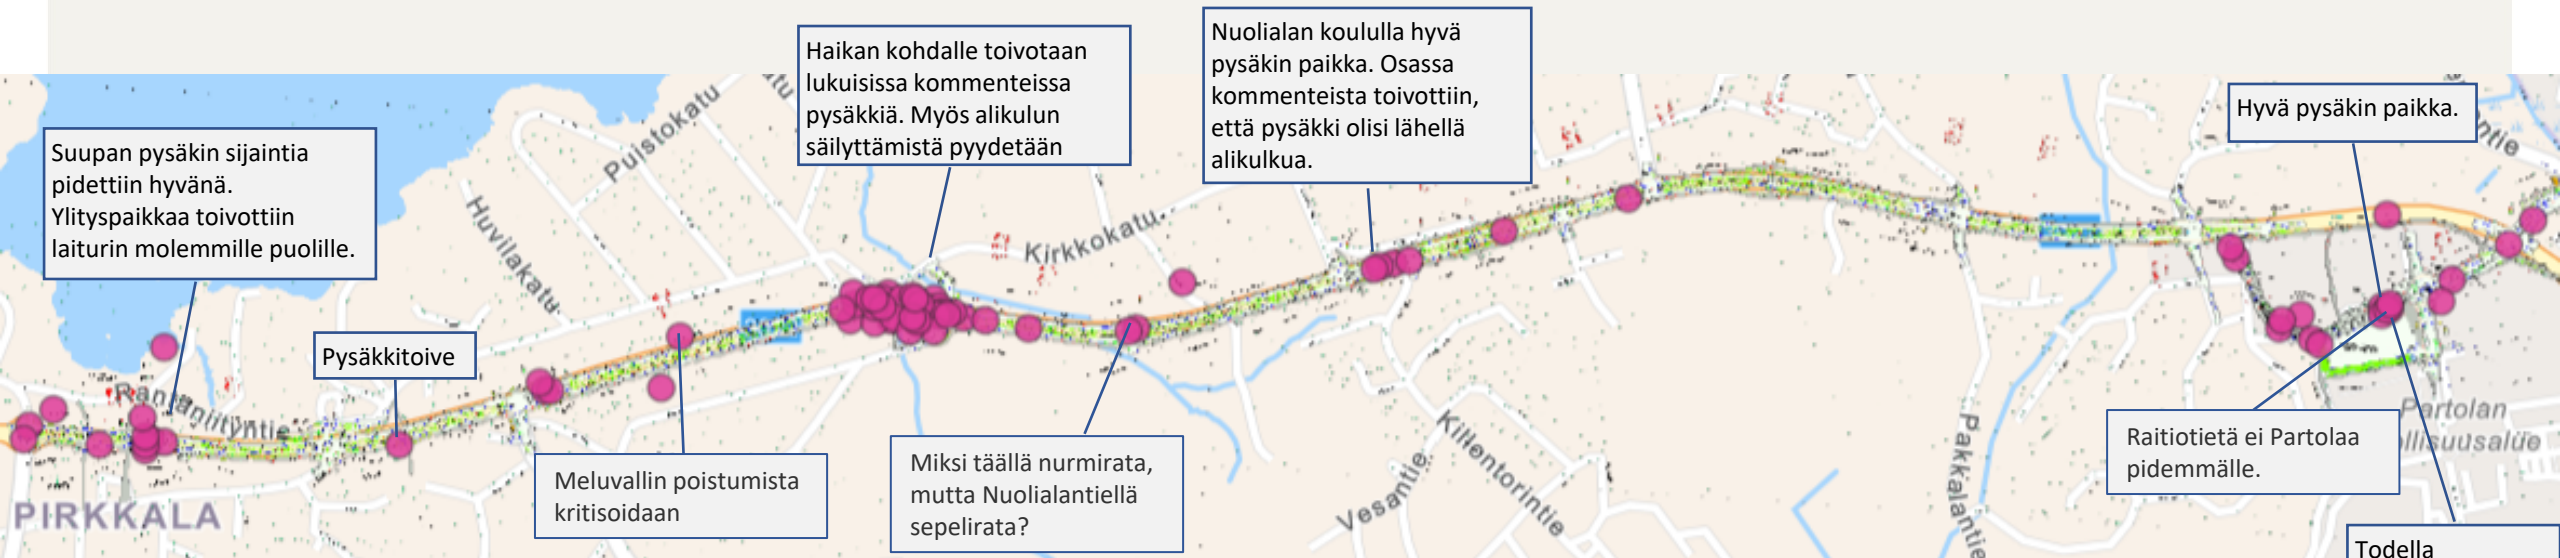 Suupan pysäkin sijaintia
pidettiin hyvänä.
Ylityspaikkaa toivottiin
laiturin molemmille puolille.
Pysäkkitoive
Haikan kohdalle toivotaan
lukuisissa kommenteissa
pysäkkiä. Myös alikulun
säilyttämistä pyydetään
Nuolialan koululla hyvä
pysäkin paikka. Osassa
kommenteista toivottiin,
että pysäkki olisi lähellä
alikulkua.
Hyvä pysäkin paikka.
Meluvallin poistumista
kritisoidaan
Miksi täällä nurmirata,
mutta Nuolialantiellä
sepelirata?
Raitiotietä ei Partolaa
pidemmälle.
Todella
Puistokatu
Huvilakatu
Kirkkokatu
Rantaniityntie
PIRKKALA
Vesantie
Killentorintie
Pakkalantie
Partolan